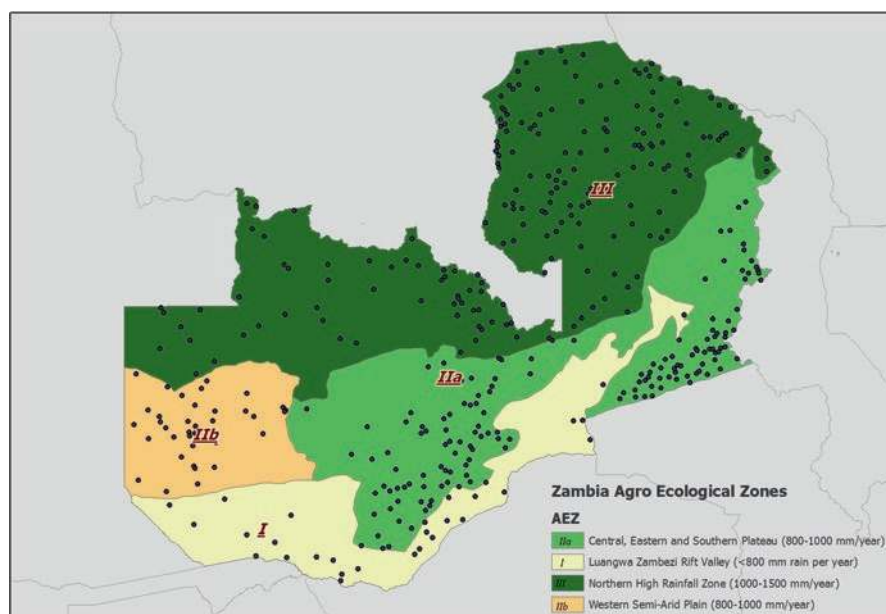 III
IIa
IIb
I
Zambia Agro Ecological Zones
AEZ
IIa Central, Eastern and Southern Plateau (800-1000 mm/year)
I Luangwa Zambezi Rift Valley (<800 mm rain per year)
III Northern High Rainfall Zone (1000-1500 mm/year)
IIb Western Semi-Arid Plain (800-1000 mm/year)